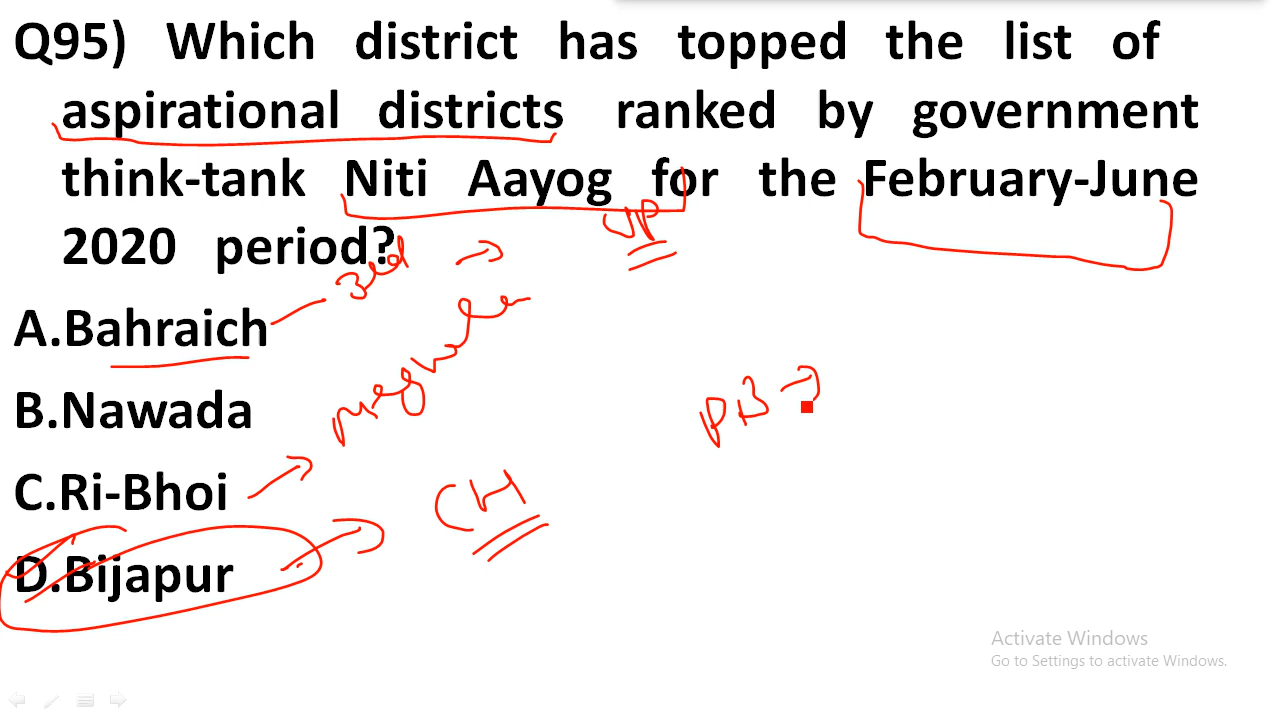 Q95) Which district has topped the list of
aspirational districts ranked by government
think-tank Niti Aayog for the February-June
2020 period?
UP
A.Bahraich
3rd
B.Nawada
C.Ri-Bhoi
CH
D.Bijapur
PB
Activate Windows
Go to Settings to activate Windows.